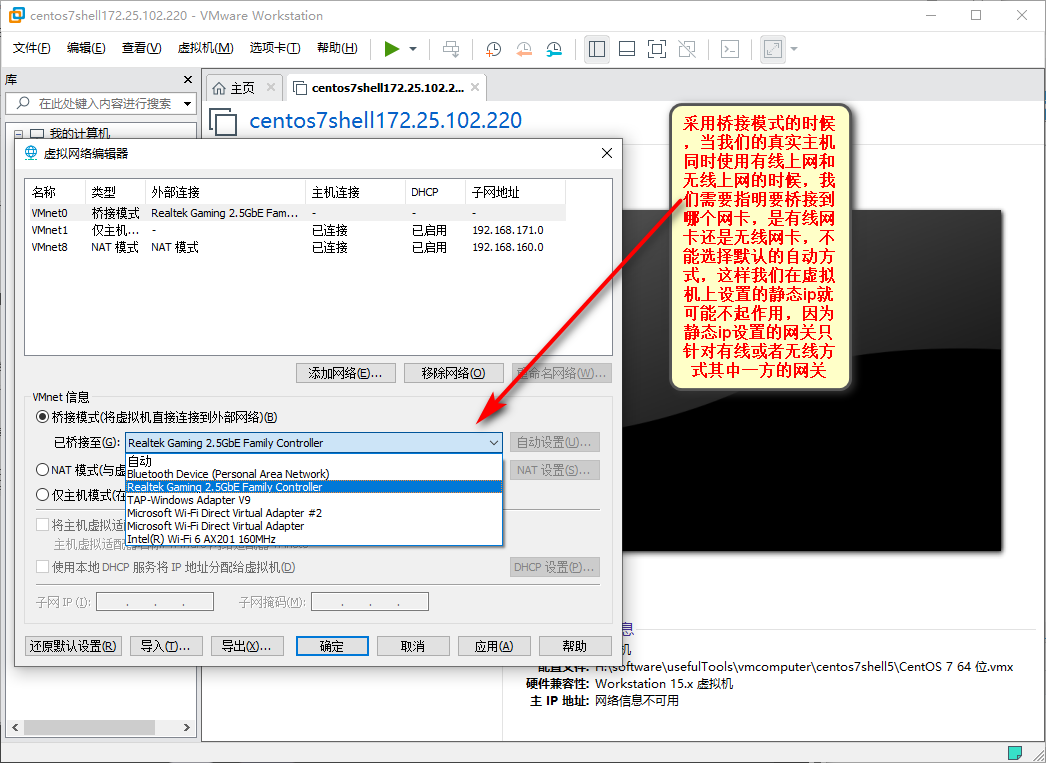 centos7shell172.25.102.220 - VMware Workstation
文件(F) 编辑(E) 查看(V) 虚拟机(M) 选项卡(T) 帮助(H)
库
在此处键入内容进行搜索
我的计算机
主页
centos7shell172.25.102.2...
centos7shell172.25.102.220
虚拟网络编辑器
名称 类型 外部连接 主机连接 DHCP 子网地址
VMnet0 桥接模式 Realtek Gaming 2.5GbE Fam... - - -
VMnet1 仅主机... - 已连接 已启用 192.168.171.0
VMnet8 NAT 模式 NAT 模式 已连接 已启用 192.168.160.0
添加网络(E)... 移除网络(O) 重命名网络(W)...
VMnet 信息
桥接模式(将虚拟机直接连接到外部网络)(B)
已桥接至(G): Realtek Gaming 2.5GbE Family Controller 自动设置(U)...
自动
Bluetooth Device (Personal Area Network)
Realtek Gaming 2.5GbE Family Controller
TAP-Windows Adapter V9
Microsoft Wi-Fi Direct Virtual Adapter #2
Microsoft Wi-Fi Direct Virtual Adapter
Intel(R) Wi-Fi 6 AX201 160MHz
NAT 模式(与虚 NAT 设置(S)...
仅主机模式(在
将主机虚拟适
主机虚拟适配
使用本地 DHCP 服务将 IP 地址分配给虚拟机(D) DHCP 设置(P)...
子网 IP (I): . . . 子网掩码(M): . . .
还原默认设置(R) 导入(T)... 导出(X)... 确定 取消 应用(A) 帮助
采用桥接模式的时候
，当我们的真实主机
同时使用有线上网和
无线上网的时候，我
们需要指明要桥接到
哪个网卡，是有线网
卡还是无线网卡，不
能选择默认的自动方
式，这样我们在虚拟
机上设置的静态ip就
可能不起作用，因为
静态ip设置的网关只
针对有线或者无线方
式其中一方的网关
息
机
配置文件: H:\software\usefulTools\vmcomputer\centos7shell5\CentOS 7 64 位.vmx
硬件兼容性: Workstation 15.x 虚拟机
主 IP 地址: 网络信息不可用